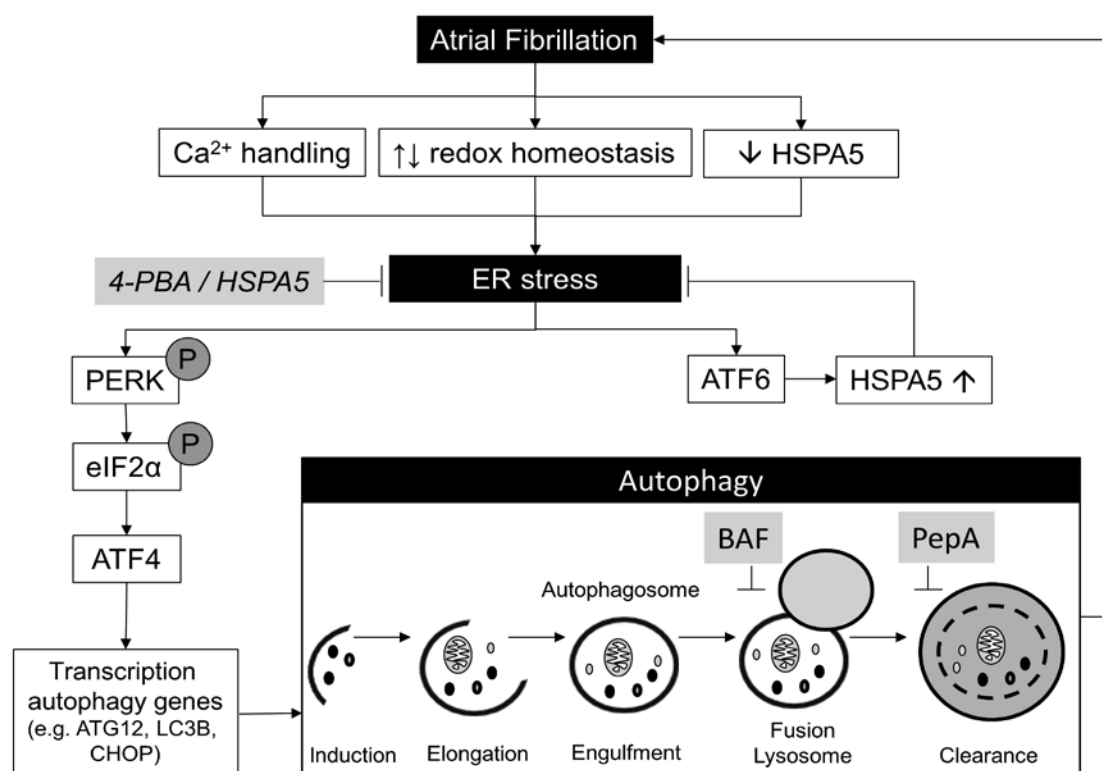 Atrial Fibrillation
Ca²⁺ handling
↑↓ redox homeostasis
↓ HSPA5
4-PBA / HSPA5
ER stress
PERK
P
ATF6
HSPA5 ↑
eIF2α
P
ATF4
Autophagy
BAF
PepA
Autophagosome
Transcription
autophagy genes
(e.g. ATG12, LC3B,
CHOP)
Induction
Elongation
Engulfment
Fusion
Lysosome
Clearance